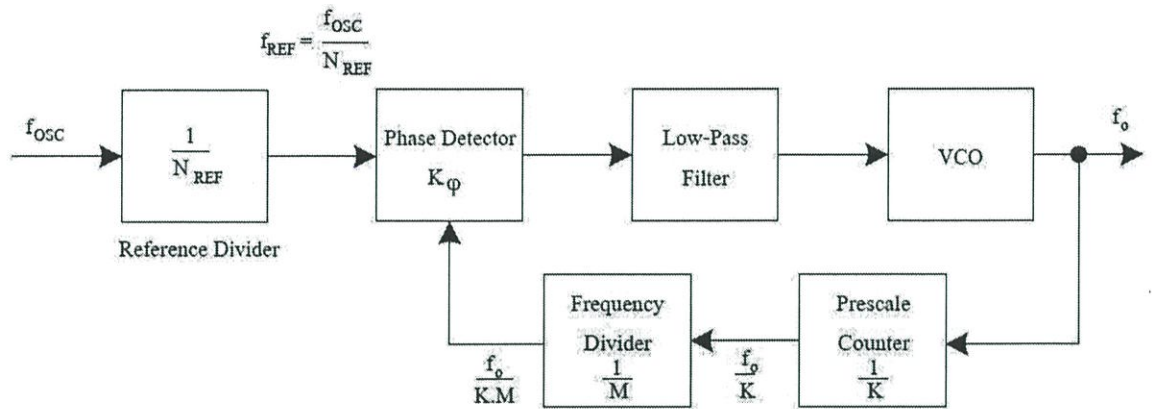 f_REF = f_OSC / N_REF
f_OSC
1 / N_REF
Reference Divider
Phase Detector
K_φ
Low-Pass
Filter
VCO
f_o
Frequency
Divider
1 / M
Prescale
Counter
1 / K
f_o / K.M
f_o / K